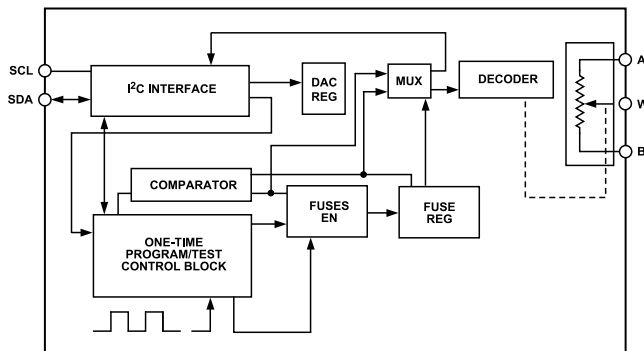 SCL
SDA
I²C INTERFACE
DAC
REG
MUX
DECODER
A
W
B
COMPARATOR
FUSES
EN
FUSE
REG
ONE-TIME
PROGRAM/TEST
CONTROL BLOCK